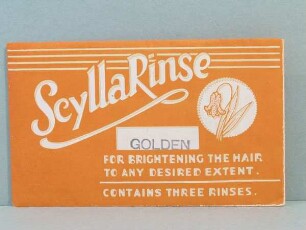 ScyllaRinse
GOLDEN
FOR BRIGHTENING THE HAIR
TO ANY DESIRED EXTENT.
CONTAINS THREE RINSES.